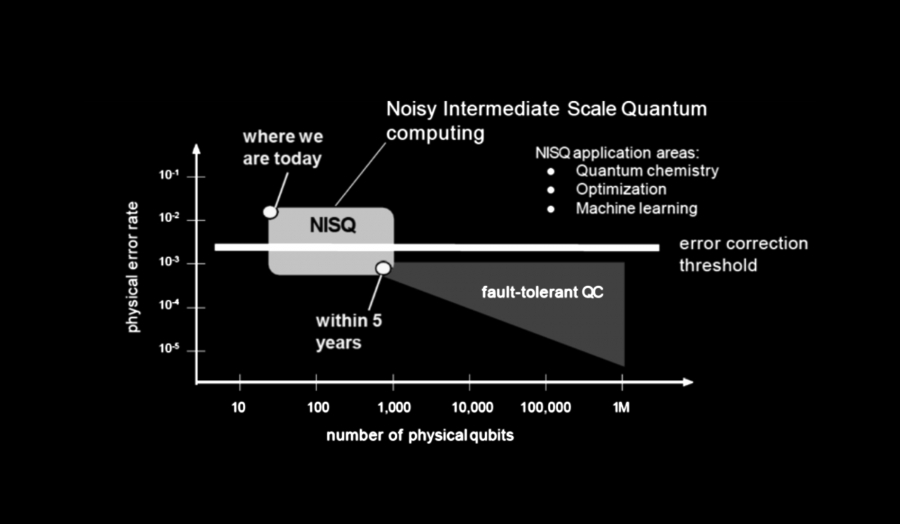 Noisy Intermediate Scale Quantum
computing
where we
are today
NISQ application areas:
● Quantum chemistry
● Optimization
● Machine learning
NISQ
error correction
threshold
fault-tolerant QC
within 5
years
physical error rate
10⁻¹
10⁻²
10⁻³
10⁻⁴
10⁻⁵
10 100 1,000 10,000 100,000 1M
number of physical qubits